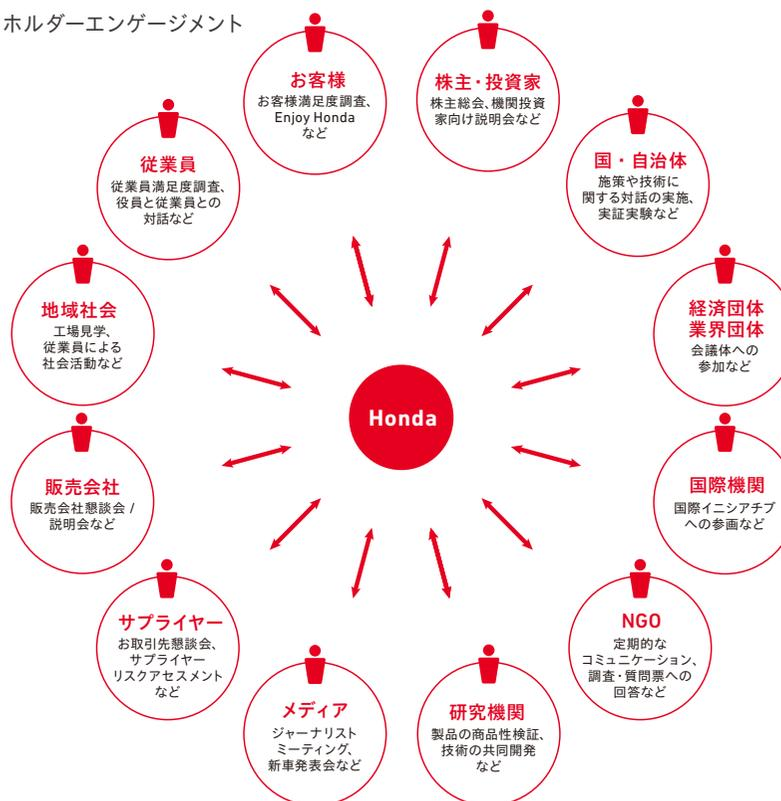 ホルダーエンゲージメント
お客様
お客様満足度調査、
Enjoy Honda
など
株主・投資家
株主総会、機関投資
家向け説明会など
国・自治体
施策や技術に
関する対話の実施、
実証実験など
経済団体
業界団体
会議体への
参加など
国際機関
国際イニシアチブ
への参画など
NGO
定期的な
コミュニケーション、
調査・質問票への
回答など
研究機関
製品の商品性検証、
技術の共同開発
など
メディア
ジャーナリスト
ミーティング、
新車発表会など
サプライヤー
お取引先懇談会、
サプライヤー
リスクアセスメント
など
販売会社
販売会社懇談会 /
説明会など
地域社会
工場見学、
従業員による
社会活動など
従業員
従業員満足度調査、
役員と従業員との
対話など
Honda